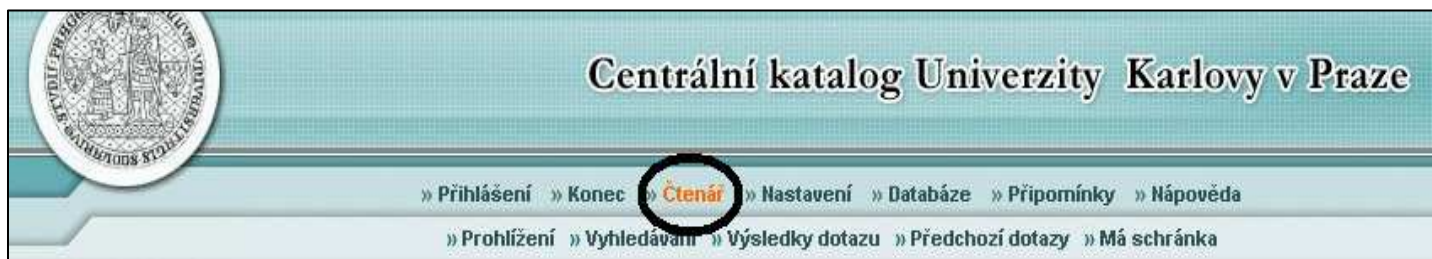 Centrální katalog Univerzity Karlovy v Praze
» Přihlášení » Konec » Čtenář » Nastavení » Databáze » Připomínky » Nápověda
» Prohlížení » Vyhledávání » Výsledky dotazu » Předchozí dotazy » Má schránka